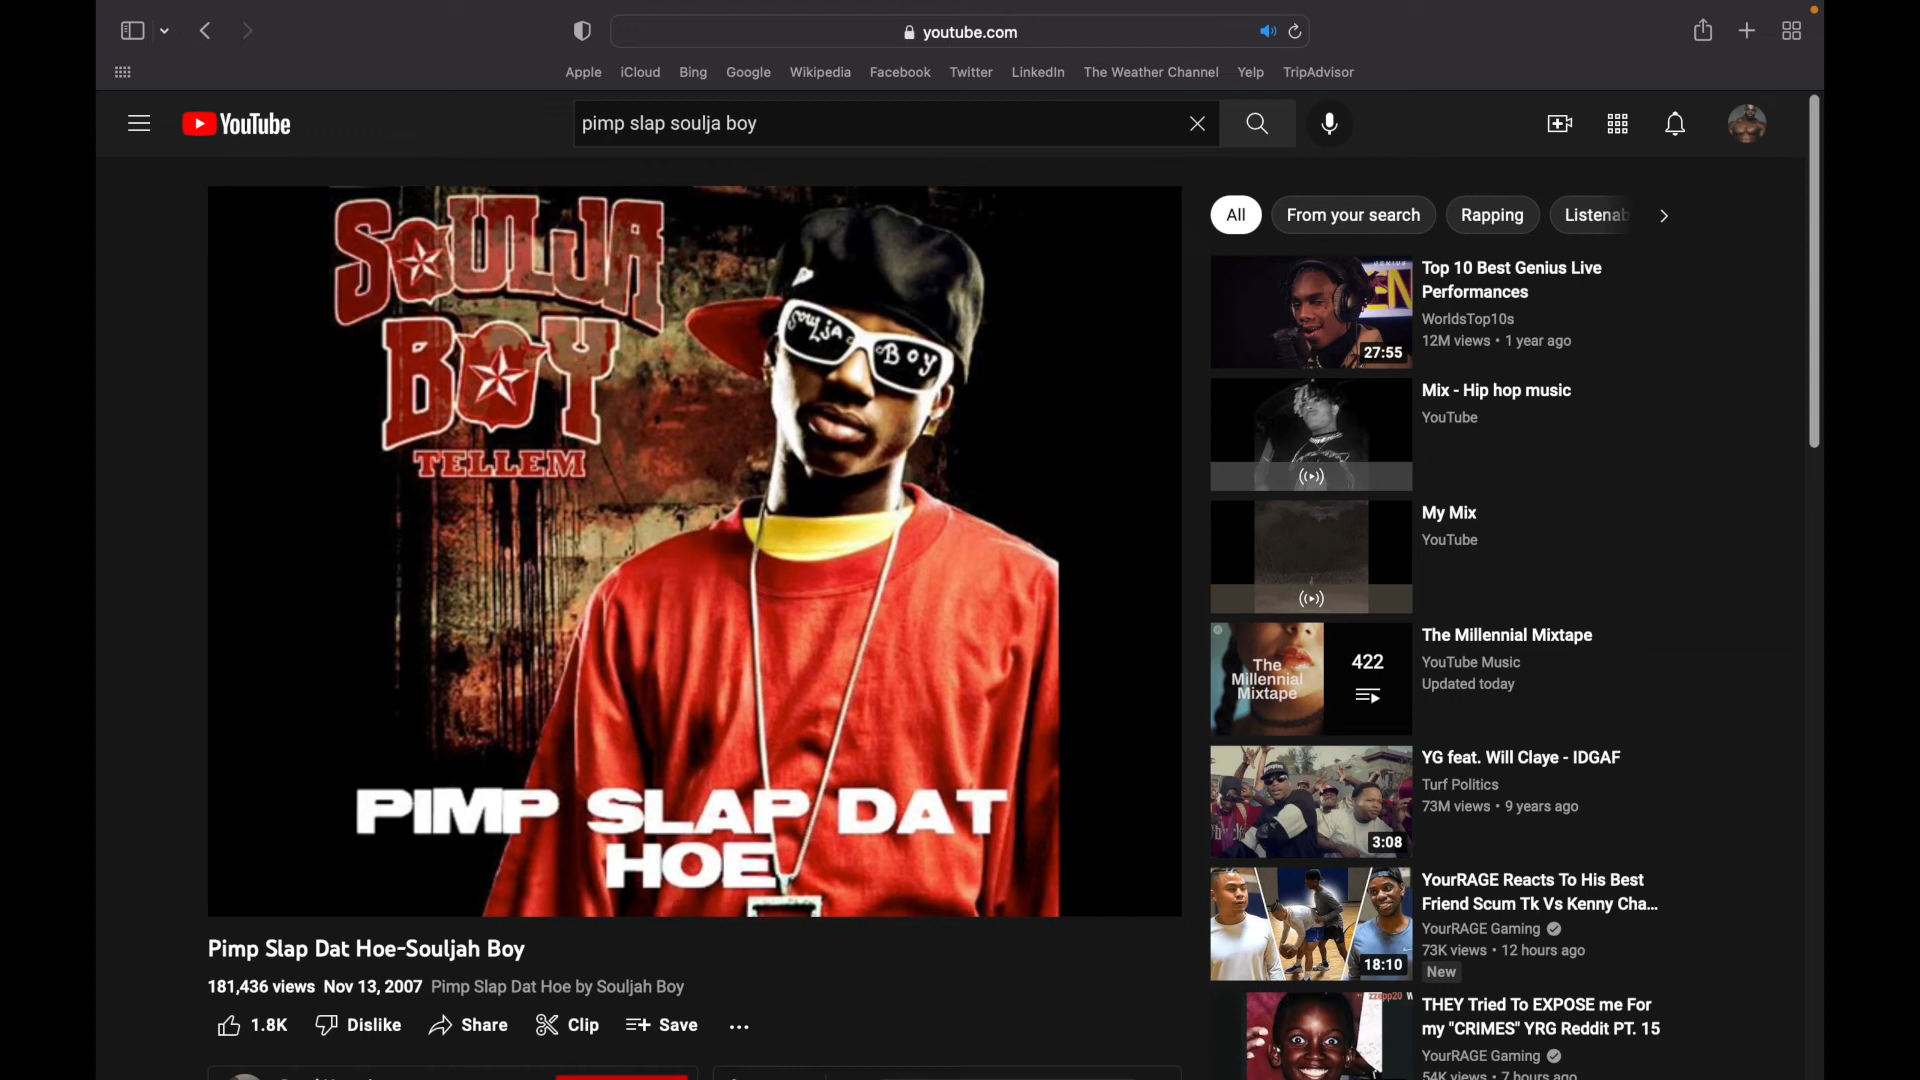 youtube.com
Apple iCloud Bing Google Wikipedia Facebook Twitter LinkedIn The Weather Channel Yelp TripAdvisor
YouTube
pimp slap soulja boy
SOULJA
BOY
TELLEM
SoulJA BOY
PIMP SLAP DAT
HOE
Pimp Slap Dat Hoe-Souljah Boy
181,436 views Nov 13, 2007 Pimp Slap Dat Hoe by Souljah Boy
1.8K Dislike Share Clip Save
All From your search Rapping Listenab
27:55
Top 10 Best Genius Live
Performances
WorldsTop10s
12M views • 1 year ago
Mix - Hip hop music
YouTube
My Mix
YouTube
The
Millennial
Mixtape
422
The Millennial Mixtape
YouTube Music
Updated today
3:08
YG feat. Will Claye - IDGAF
Turf Politics
73M views • 9 years ago
18:10
YourRAGE Reacts To His Best
Friend Scum Tk Vs Kenny Cha...
YourRAGE Gaming
73K views • 12 hours ago
New
THEY Tried To EXPOSE me For
my "CRIMES" YRG Reddit PT. 15
YourRAGE Gaming
54K views • 7 hours ago